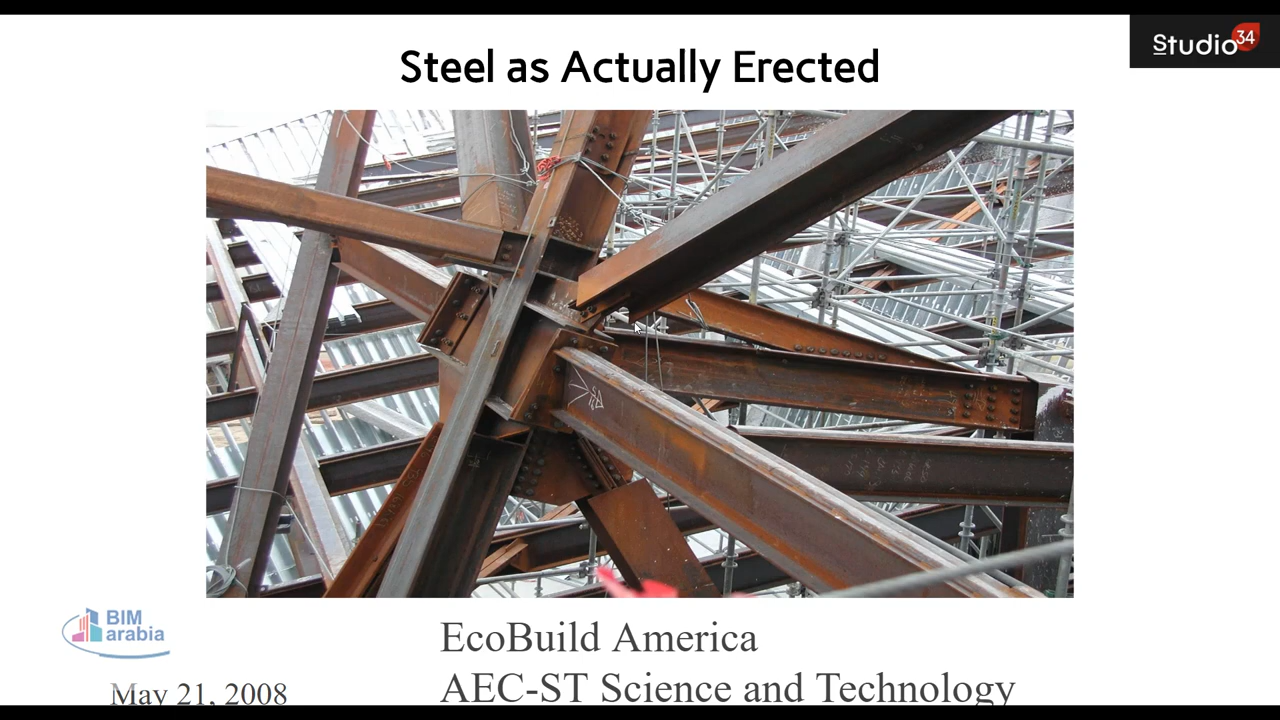 Steel as Actually Erected
Studio34
BIM
arabia
EcoBuild America
May 21, 2008
AEC-ST Science and Technology